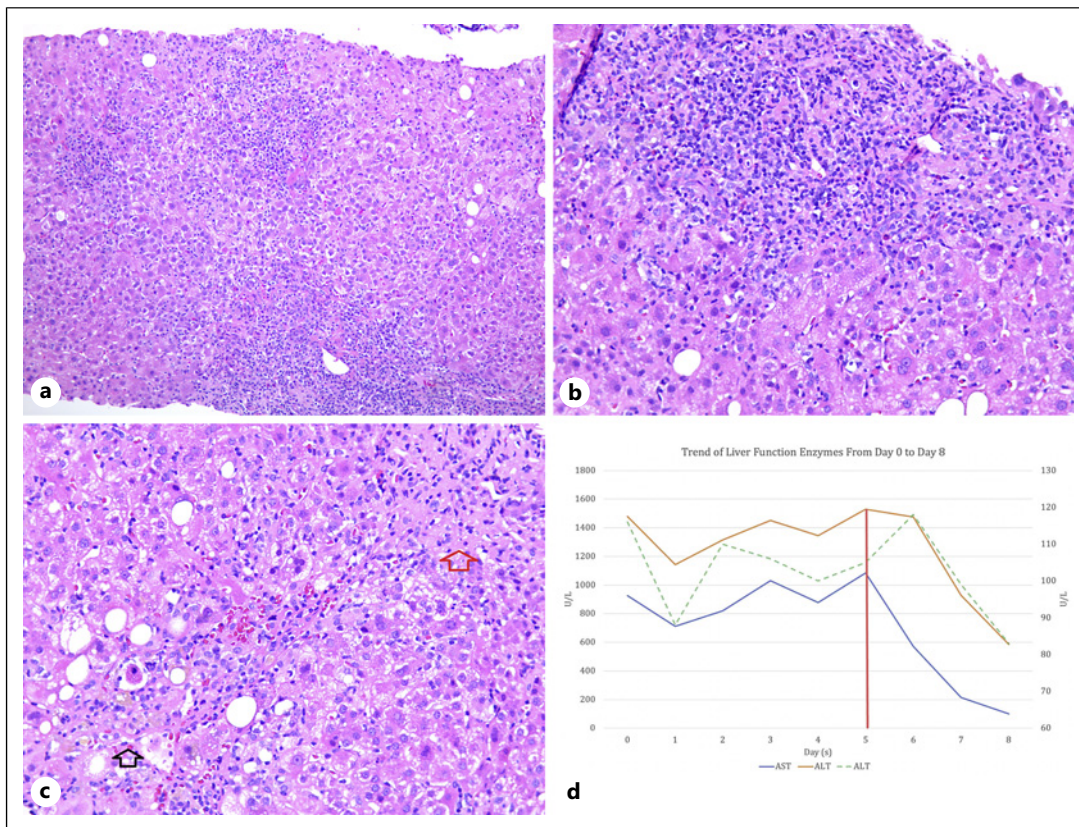 a
b
c
d
Trend of Liver Function Enzymes From Day 0 to Day 8
1800
1600
1400
1200
1000
800
600
400
200
0
U/L
130
120
110
100
90
80
70
60
U/L
0 1 2 3 4 5 6 7 8
Day (s)
AST ALT ALT